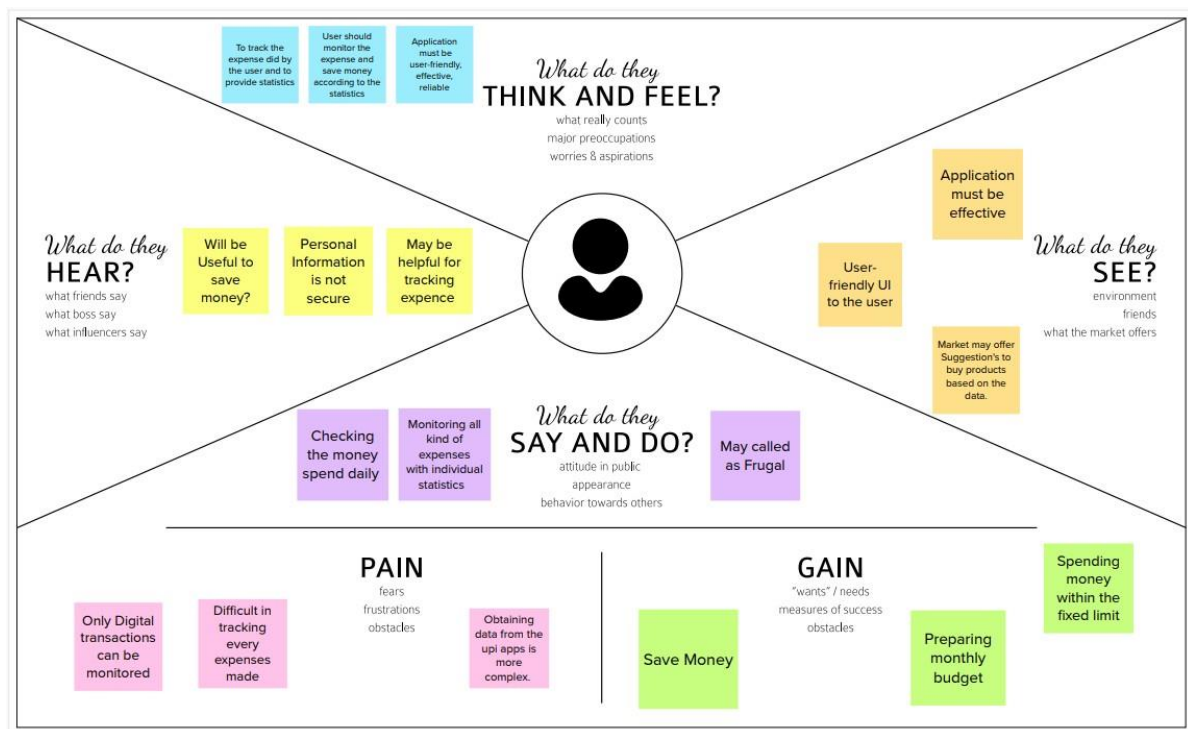 To track the
expense did by
the user and to
provide statistics
User should
monitor the
expense and
save money
according to the
statistics
Application
must be
user-friendly,
effective,
reliable
What do they
THINK AND FEEL?
what really counts
major preoccupations
worries & aspirations
What do they
HEAR?
what friends say
what boss say
what influencers say
Will be
Useful to
save
money?
Personal
Information
is not
secure
May be
helpful for
tracking
expence
Application
must be
effective
User-
friendly UI
to the user
Market may offer
Suggestion's to
buy products
based on the
data.
What do they
SEE?
environment
friends
what the market offers
Checking
the money
spend daily
Monitoring all
kind of
expenses
with individual
statistics
What do they
SAY AND DO?
attitude in public
appearance
behavior towards others
May called
as Frugal
PAIN
fears
frustrations
obstacles
Only Digital
transactions
can be
monitored
Difficult in
tracking
every
expenses
made
Obtaining
data from the
upi apps is
more
complex.
GAIN
"wants" / needs
measures of success
obstacles
Save Money
Preparing
monthly
budget
Spending
money
within the
fixed limit